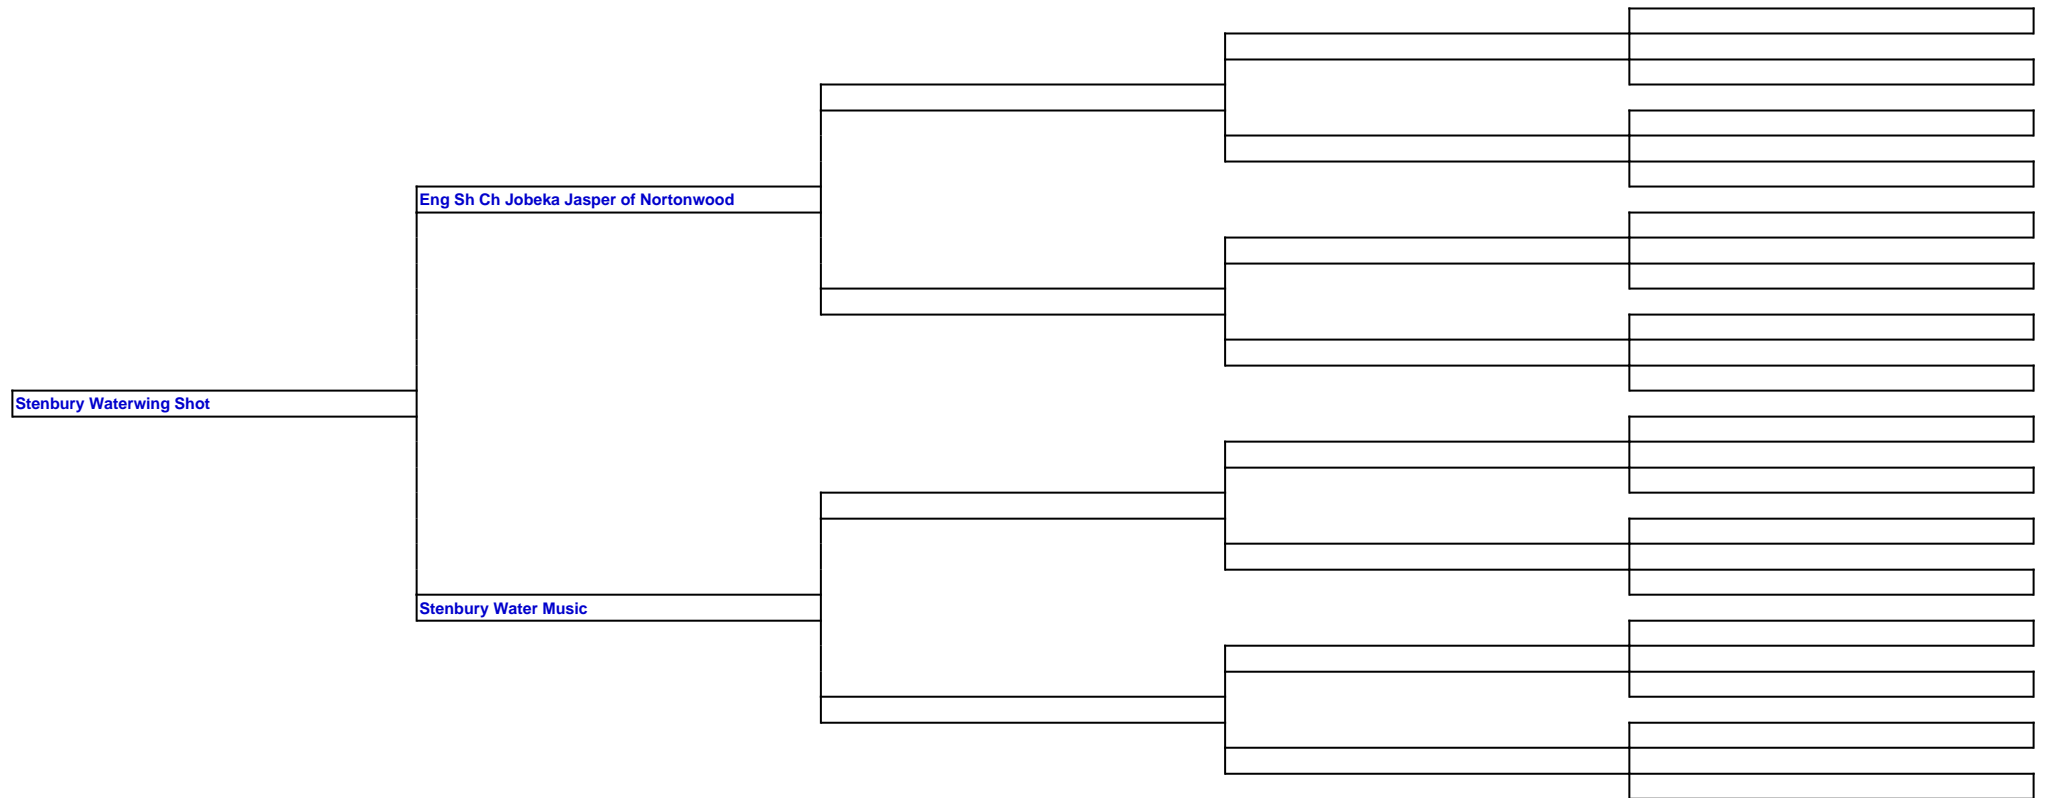 Eng Sh Ch Jobeka Jasper of Nortonwood
Stenbury Waterwing Shot
Stenbury Water Music